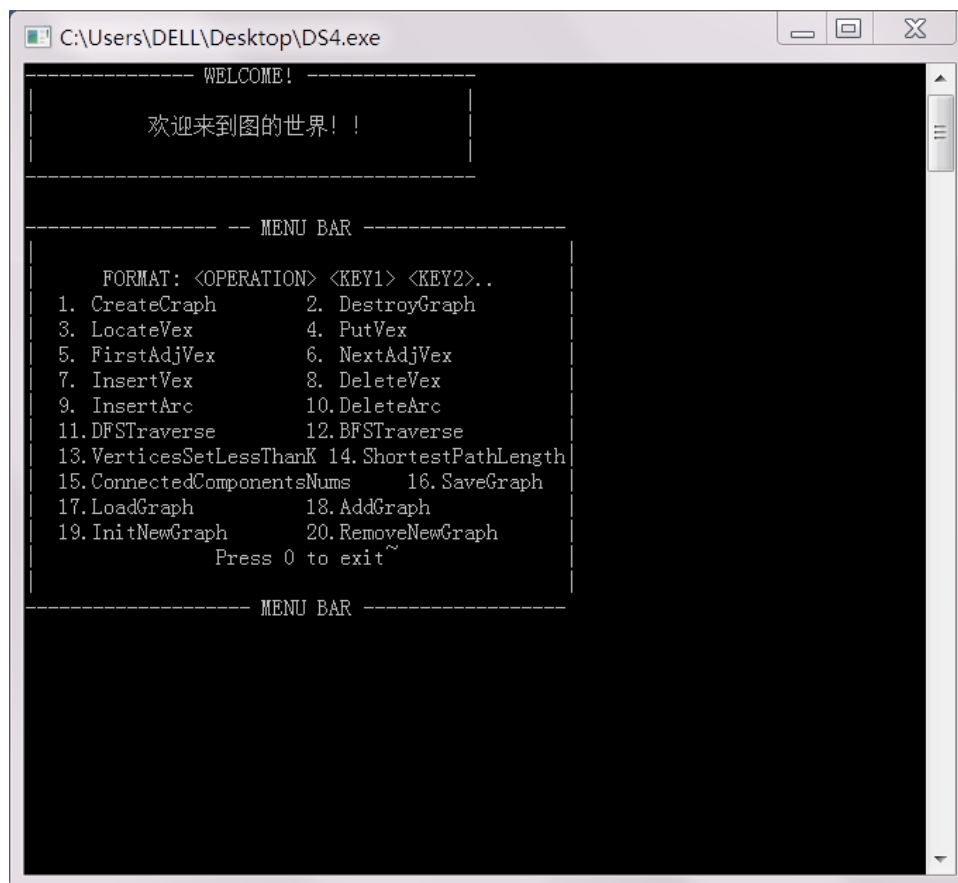 C:\Users\DELL\Desktop\DS4.exe
--------------- WELCOME! ---------------
欢迎来到图的世界！！
----------------- -- MENU BAR ------------------
FORMAT: <OPERATION> <KEY1> <KEY2>..
1. CreateCraph 2. DestroyGraph
3. LocateVex 4. PutVex
5. FirstAdjVex 6. NextAdjVex
7. InsertVex 8. DeleteVex
9. InsertArc 10.DeleteArc
11.DFSTraverse 12.BFSTraverse
13.VerticesSetLessThanK 14.ShortestPathLength
15.ConnectedComponentsNums 16.SaveGraph
17.LoadGraph 18.AddGraph
19.InitNewGraph 20.RemoveNewGraph
Press 0 to exit~
-------------------- MENU BAR ------------------